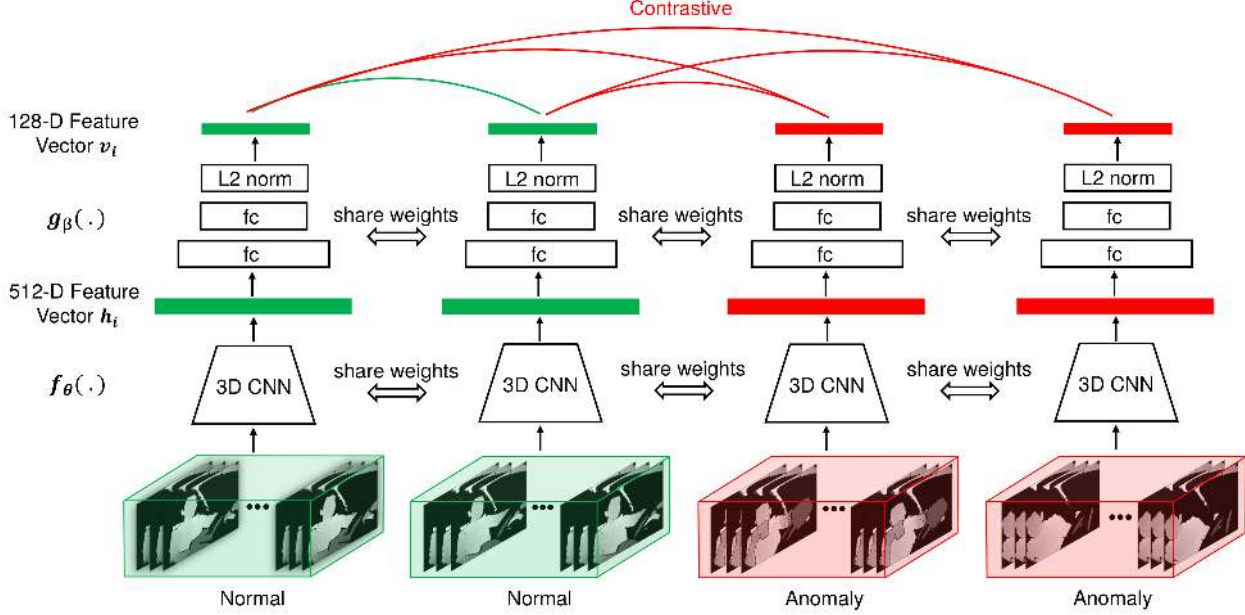 Contrastive
128-D Feature
Vector v_i
L2 norm L2 norm L2 norm L2 norm
g_β(.) fc share weights fc share weights fc share weights fc
fc fc fc fc
512-D Feature
Vector h_i
f_θ(.) 3D CNN share weights 3D CNN share weights 3D CNN share weights 3D CNN
••• ••• ••• •••
Normal Normal Anomaly Anomaly